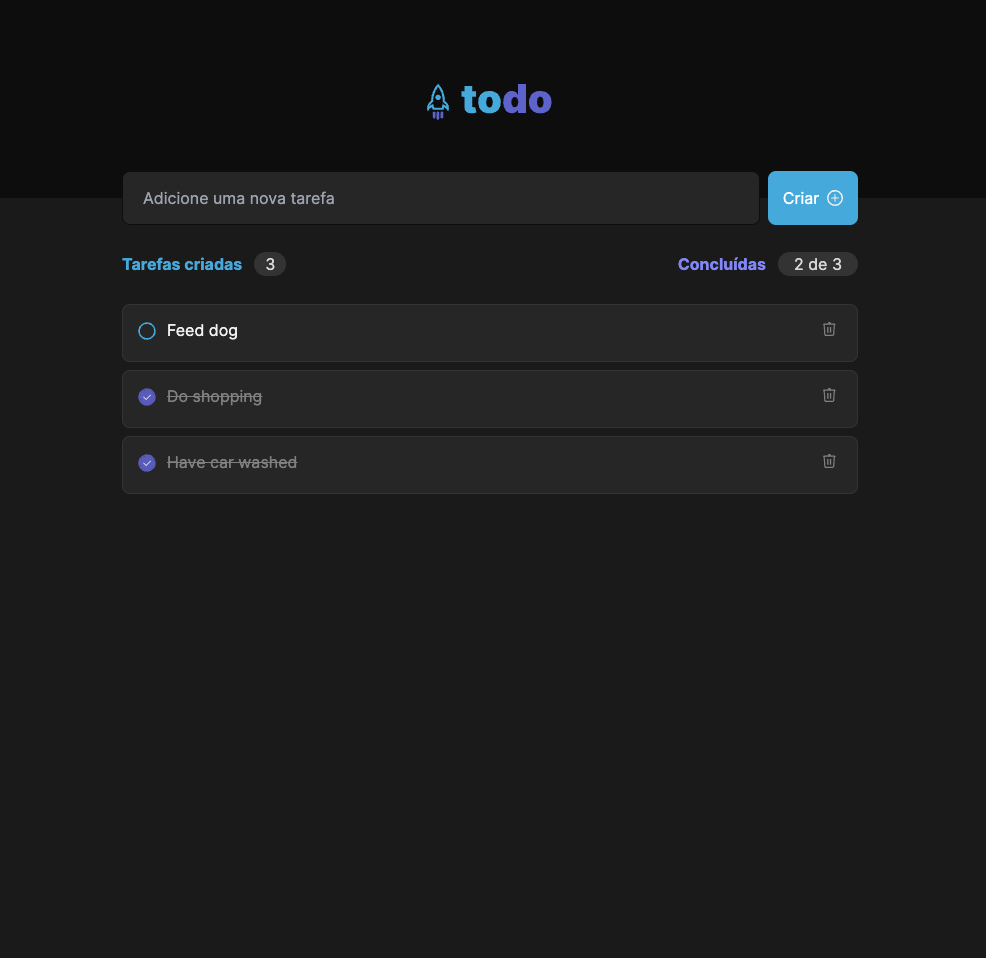 todo
Adicione uma nova tarefa
Criar
Tarefas criadas 3
Concluídas 2 de 3
Feed dog
Do shopping
Have car washed